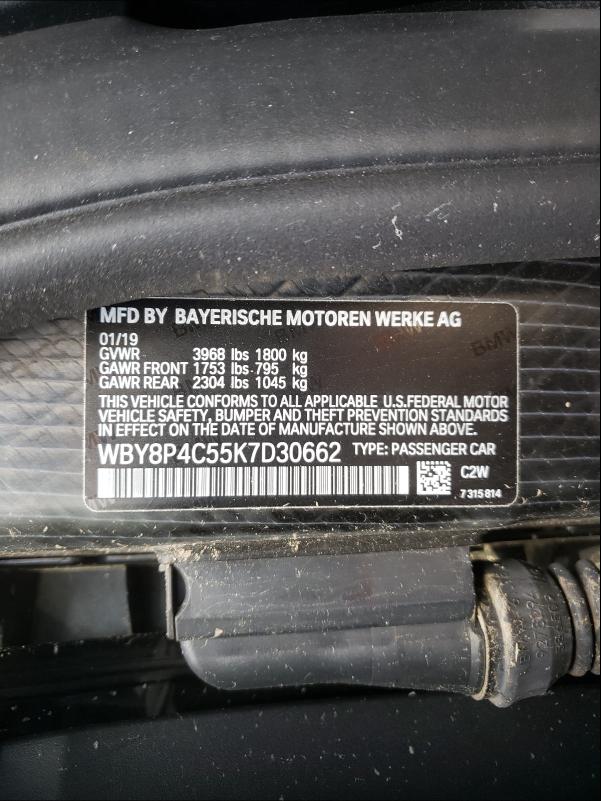 MFD BY BAYERISCHE MOTOREN WERKE AG
01/19
GVWR 3968 lbs 1800 kg
GAWR FRONT 1753 lbs-795 kg
GAWR REAR 2304 lbs 1045 kg
THIS VEHICLE CONFORMS TO ALL APPLICABLE U.S.FEDERAL MOTOR
VEHICLE SAFETY, BUMPER AND THEFT PREVENTION STANDARDS
IN EFFECT ON THE DATE OF MANUFACTURE SHOWN ABOVE.
WBY8P4C55K7D30662 TYPE: PASSENGER CAR
C2W
7315814